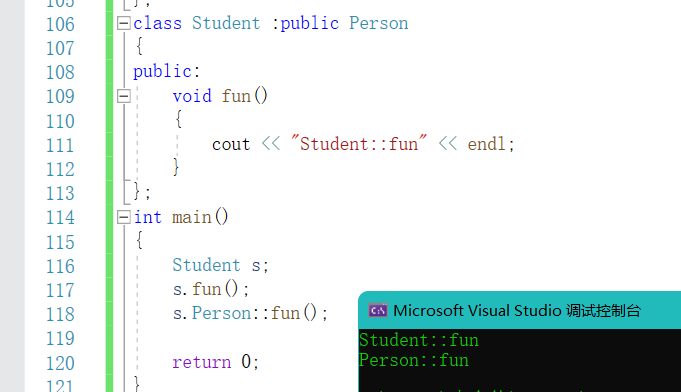 105 };
106 class Student :public Person
107 {
108 public:
109 void fun()
110 {
111 cout << "Student::fun" << endl;
112 }
113 };
114 int main()
115 {
116 Student s;
117 s.fun();
118 s.Person::fun();
119
120 return 0;
121 }
Microsoft Visual Studio 调试控制台
Student::fun
Person::fun